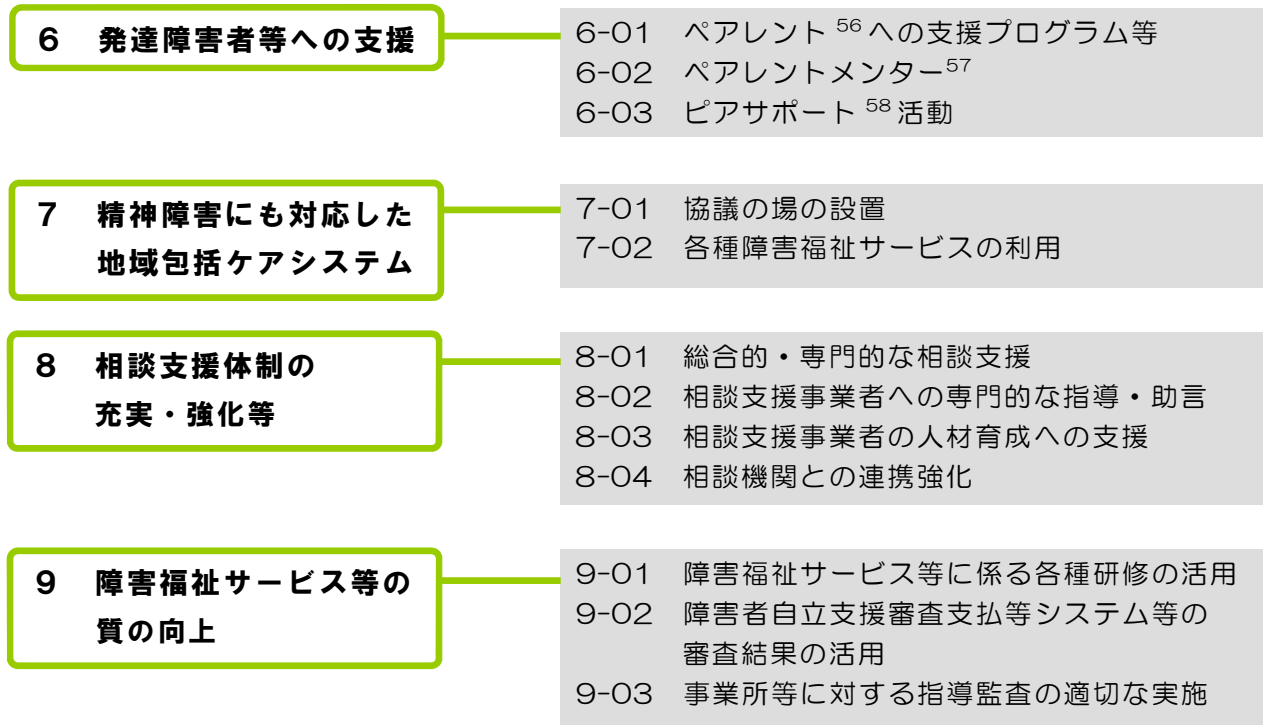 6 発達障害者等への支援
6-01 ペアレント56への支援プログラム等
6-02 ペアレントメンター57
6-03 ピアサポート58活動
7 精神障害にも対応した
地域包括ケアシステム
7-01 協議の場の設置
7-02 各種障害福祉サービスの利用
8 相談支援体制の
充実・強化等
8-01 総合的・専門的な相談支援
8-02 相談支援事業者への専門的な指導・助言
8-03 相談支援事業者の人材育成への支援
8-04 相談機関との連携強化
9 障害福祉サービス等の
質の向上
9-01 障害福祉サービス等に係る各種研修の活用
9-02 障害者自立支援審査支払等システム等の
審査結果の活用
9-03 事業所等に対する指導監査の適切な実施